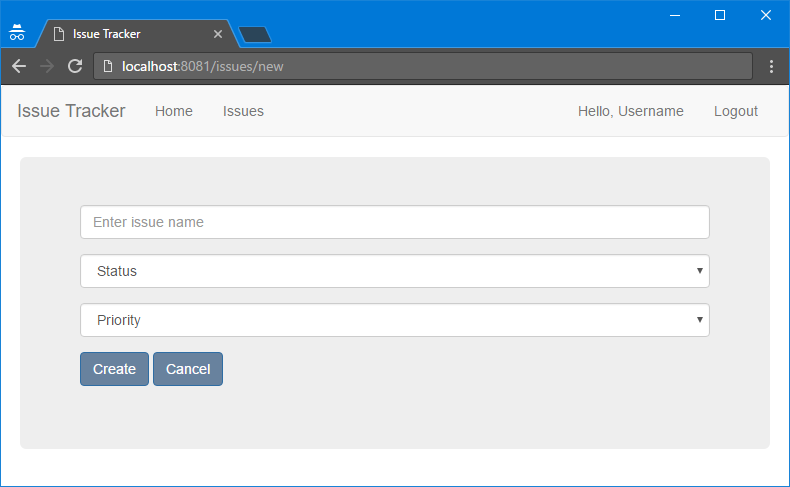 Issue Tracker
localhost:8081/issues/new
Issue Tracker Home Issues Hello, Username Logout
Enter issue name
Status
Priority
Create Cancel